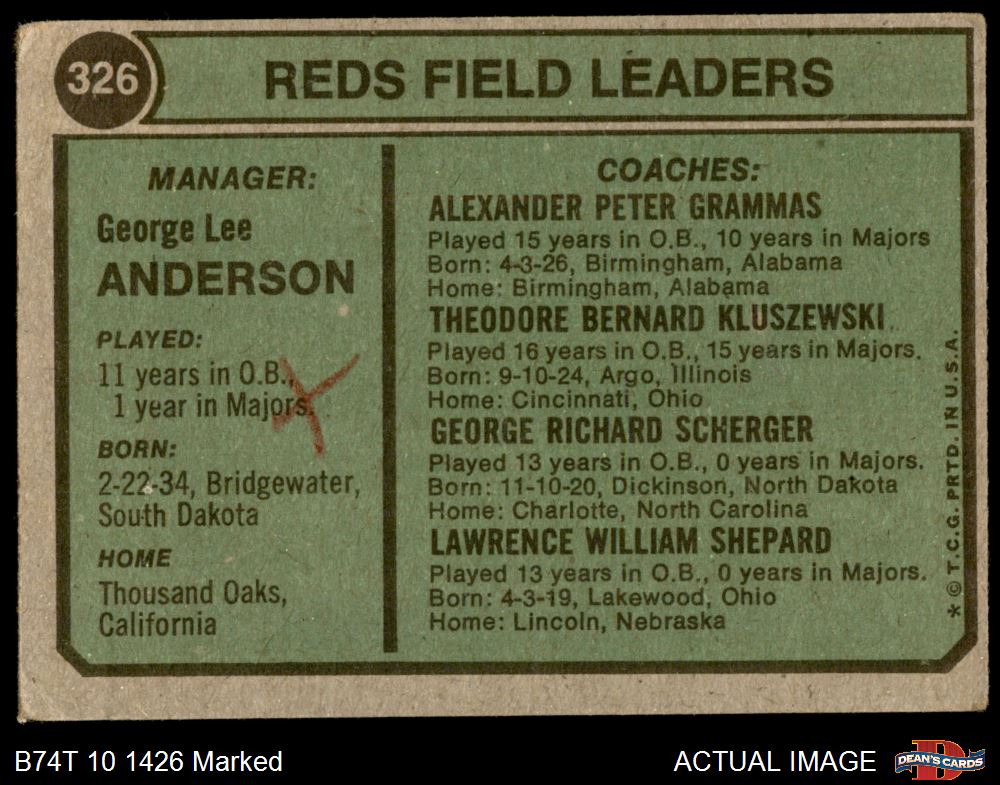 326
REDS FIELD LEADERS
MANAGER:
George Lee
ANDERSON
PLAYED:
11 years in O.B.,
1 year in Majors.
BORN:
2-22-34, Bridgewater,
South Dakota
HOME
Thousand Oaks,
California
COACHES:
ALEXANDER PETER GRAMMAS
Played 15 years in O.B., 10 years in Majors
Born: 4-3-26, Birmingham, Alabama
Home: Birmingham, Alabama
THEODORE BERNARD KLUSZEWSKI
Played 16 years in O.B., 15 years in Majors.
Born: 9-10-24, Argo, Illinois
Home: Cincinnati, Ohio
GEORGE RICHARD SCHERGER
Played 13 years in O.B., 0 years in Majors.
Born: 11-10-20, Dickinson, North Dakota
Home: Charlotte, North Carolina
LAWRENCE WILLIAM SHEPARD
Played 13 years in O.B., 0 years in Majors.
Born: 4-3-19, Lakewood, Ohio
Home: Lincoln, Nebraska
* © T.C.G. PRTD. IN U.S.A.
B74T 10 1426 Marked
ACTUAL IMAGE
D
DEAN'S CARDS